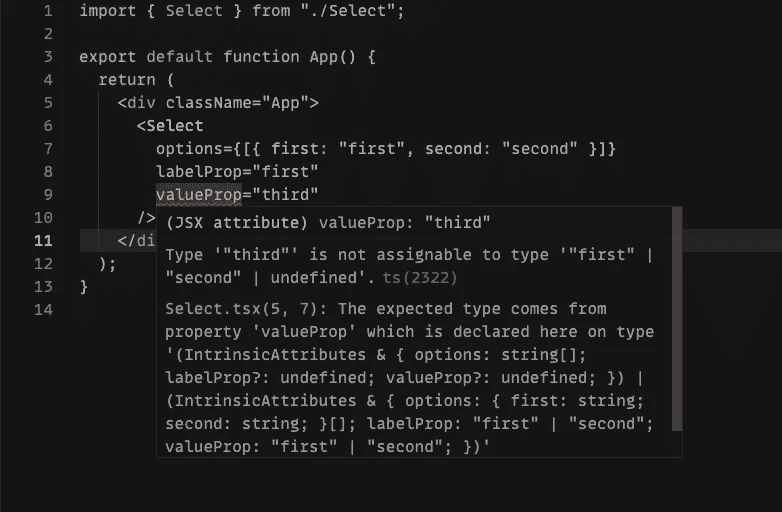 1 import { Select } from "./Select";
2
3 export default function App() {
4 return (
5 <div className="App">
6 <Select
7 options={[{ first: "first", second: "second" }]}
8 labelProp="first"
9 valueProp="third"
10 />
11 </di
12 );
13 }
14
(JSX attribute) valueProp: "third"
Type '"third"' is not assignable to type '"first" |
"second" | undefined'. ts(2322)
Select.tsx(5, 7): The expected type comes from
property 'valueProp' which is declared here on type
'(IntrinsicAttributes & { options: string[];
labelProp?: undefined; valueProp?: undefined; }) |
(IntrinsicAttributes & { options: { first: string;
second: string; }[]; labelProp: "first" | "second";
valueProp: "first" | "second"; })'